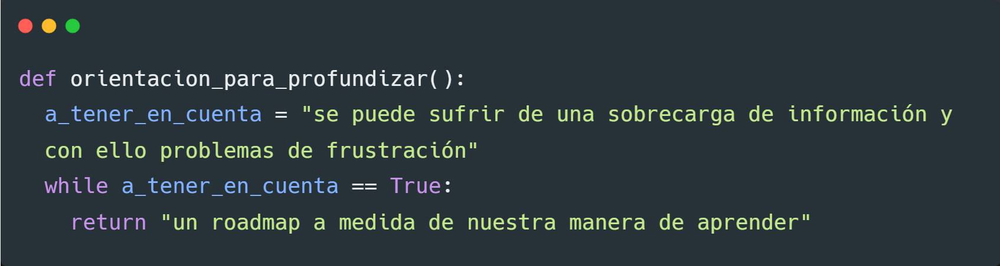 def orientacion_para_profundizar():
a_tener_en_cuenta = "se puede sufrir de una sobrecarga de información y
con ello problemas de frustración"
while a_tener_en_cuenta == True:
return "un roadmap a medida de nuestra manera de aprender"